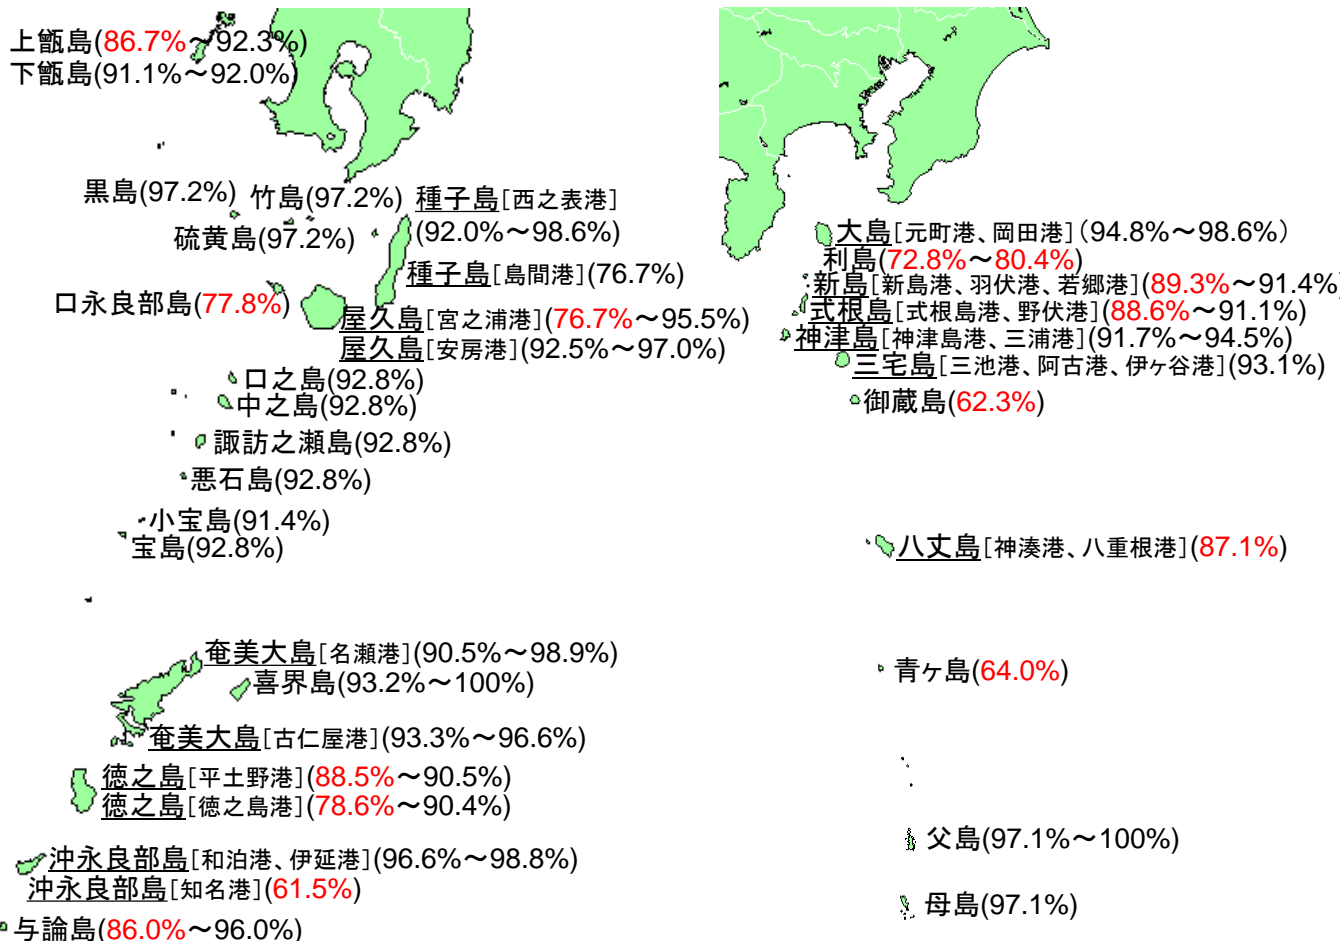 上甑島(86.7%～92.3%)
下甑島(91.1%～92.0%)
黒島(97.2%)
竹島(97.2%)
硫黄島(97.2%)
種子島[西之表港]
(92.0%～98.6%)
種子島[島間港](76.7%)
口永良部島(77.8%)
屋久島[宮之浦港](76.7%～95.5%)
屋久島[安房港](92.5%～97.0%)
口之島(92.8%)
中之島(92.8%)
諏訪之瀬島(92.8%)
悪石島(92.8%)
小宝島(91.4%)
宝島(92.8%)
奄美大島[名瀬港](90.5%～98.9%)
喜界島(93.2%～100%)
奄美大島[古仁屋港](93.3%～96.6%)
徳之島[平土野港](88.5%～90.5%)
徳之島[徳之島港](78.6%～90.4%)
沖永良部島[和泊港、伊延港](96.6%～98.8%)
沖永良部島[知名港](61.5%)
与論島(86.0%～96.0%)
大島[元町港、岡田港](94.8%～98.6%)
利島(72.8%～80.4%)
新島[新島港、羽伏港、若郷港](89.3%～91.4%)
式根島[式根島港、野伏港](88.6%～91.1%)
神津島[神津島港、三浦港](91.7%～94.5%)
三宅島[三池港、阿古港、伊ヶ谷港](93.1%)
御蔵島(62.3%)
八丈島[神湊港、八重根港](87.1%)
青ヶ島(64.0%)
父島(97.1%～100%)
母島(97.1%)